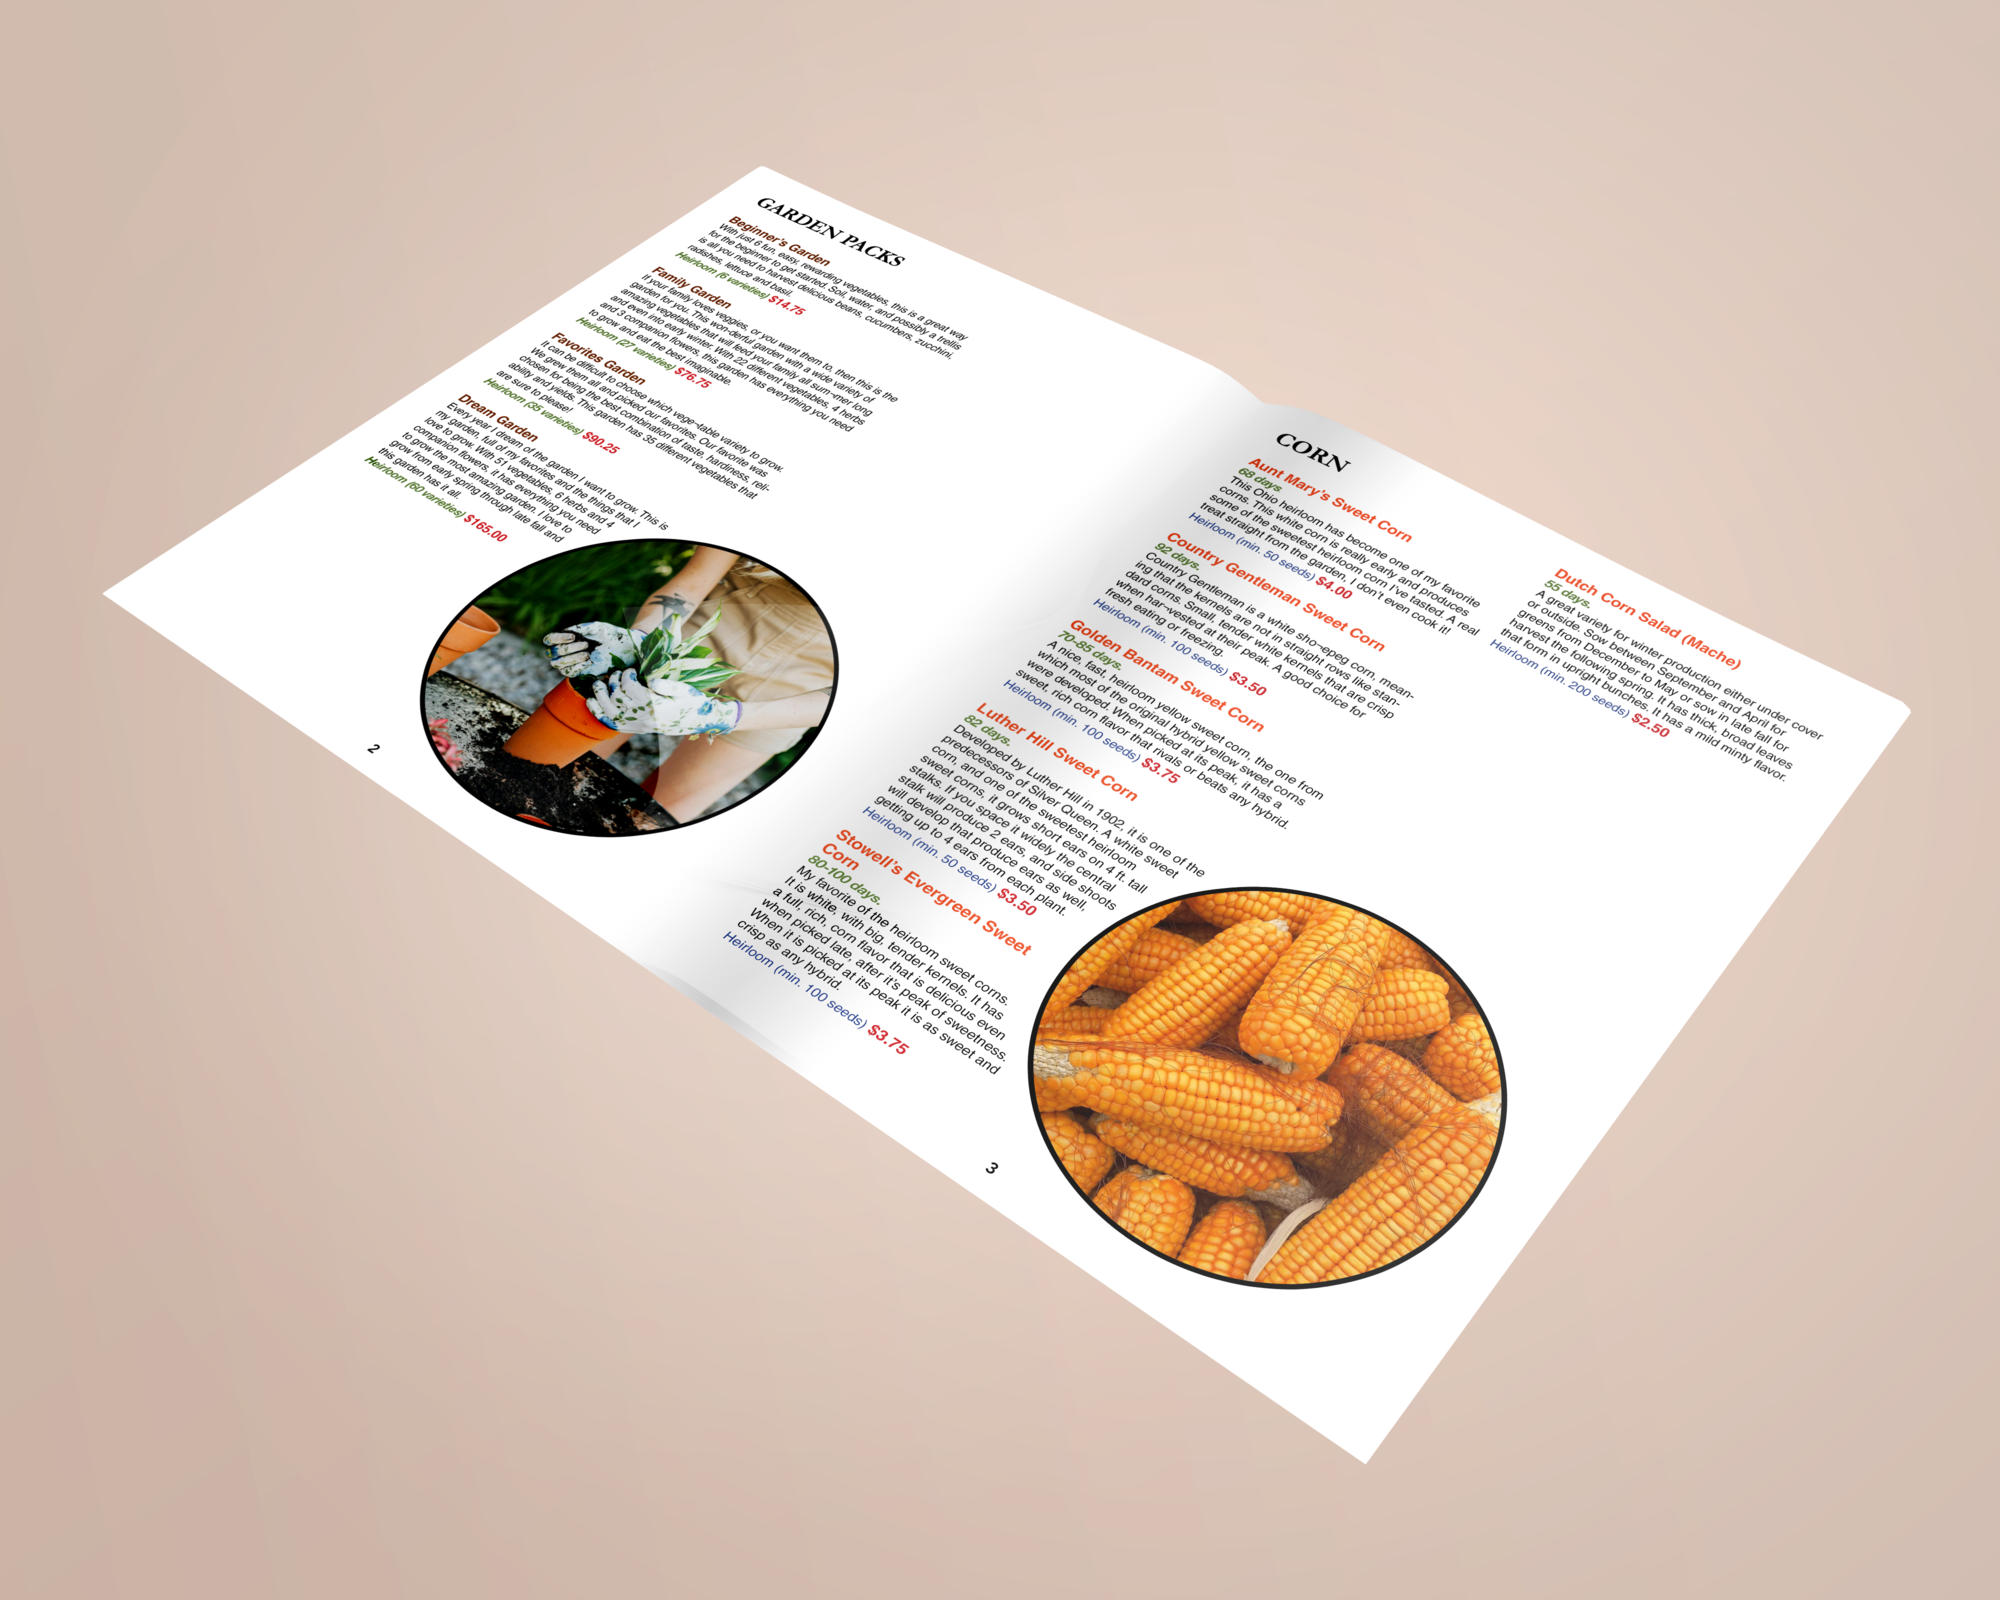 GARDEN PACKS
Beginner's Garden
With just 6 fun, easy, rewarding vegetables, this is a great way
for the beginner to get started. Soil, water, and possibly a trellis
is all you need to harvest delicious beans, cucumbers, zucchini,
radishes, lettuce and basil.
Heirloom (6 varieties) $14.75
Family Garden
If your family loves veggies, or you want them to, then this is the
garden for you. This won-derful garden with a wide variety of
amazing vegetables that will feed your family all sum¬mer long
and even into early winter. With 22 different vegetables, 4 herbs
and 3 companion flowers, this garden has everything you need
to grow and eat the best imaginable.
Heirloom (27 varieties) $76.75
Favorites Garden
It can be difficult to choose which vege¬table variety to grow.
We grew them all and picked our favorites. Our favorite was
chosen for being the best combination of taste, hardiness, reli-
ability and yields. This garden has 35 different vegetables that
are sure to please!
Heirloom (35 varieties) $90.25
Dream Garden
Every year I dream of the garden I want to grow. This is
my garden, full of my favorites and the things that I
love to grow. With 51 vegetables, 6 herbs and 4
companion flowers, it has everything you need
to grow the most amazing garden. I love to
grow from early spring through late fall and
this garden has it all.
Heirloom (60 varieties) $165.00
2
CORN
Aunt Mary's Sweet Corn
68 days.
This Ohio heirloom has become one of my favorite
corns. This white corn is really early and produces
some of the sweetest heirloom corn I've tasted. A real
treat straight from the garden, I don't even cook it!
Heirloom (min. 50 seeds) $4.00
Country Gentleman Sweet Corn
92 days.
Country Gentleman is a white sho¬epeg corn, mean-
ing that the kernels are not in straight rows like stan-
dard corns. Small, tender white kernels that are crisp
when har¬vested at their peak. A good choice for
fresh eating or freezing.
Heirloom (min. 100 seeds) $3.50
Golden Bantam Sweet Corn
70-85 days.
A nice, fast, heirloom yellow sweet corn, the one from
which most of the original hybrid yellow sweet corns
were developed. When picked at its peak, it has a
sweet, rich corn flavor that rivals or beats any hybrid.
Heirloom (min. 100 seeds) $3.75
Luther Hill Sweet Corn
82 days.
Developed by Luther Hill in 1902, it is one of the
predecessors of Silver Queen. A white sweet
corn, and one of the sweetest heirloom
sweet corns, it grows short ears on 4 ft. tall
stalks. If you space it widely the central
stalk will produce 2 ears, and side shoots
will develop that produce ears as well,
getting up to 4 ears from each plant.
Heirloom (min. 50 seeds) $3.50
Stowell's Evergreen Sweet
Corn
80-100 days.
My favorite of the heirloom sweet corns.
It is white, with big, tender kernels. It has
a full, rich, corn flavor that is delicious even
when picked late, after it's peak of sweetness.
When it is picked at its peak it is as sweet and
crisp as any hybrid.
Heirloom (min. 100 seeds) $3.75
Dutch Corn Salad (Mache)
55 days.
A great variety for winter production either under cover
or outside. Sow between September and April for
greens from December to May or sow in late fall for
harvest the following spring. It has thick, broad leaves
that form in upright bunches. It has a mild minty flavor.
Heirloom (min. 200 seeds) $2.50
3